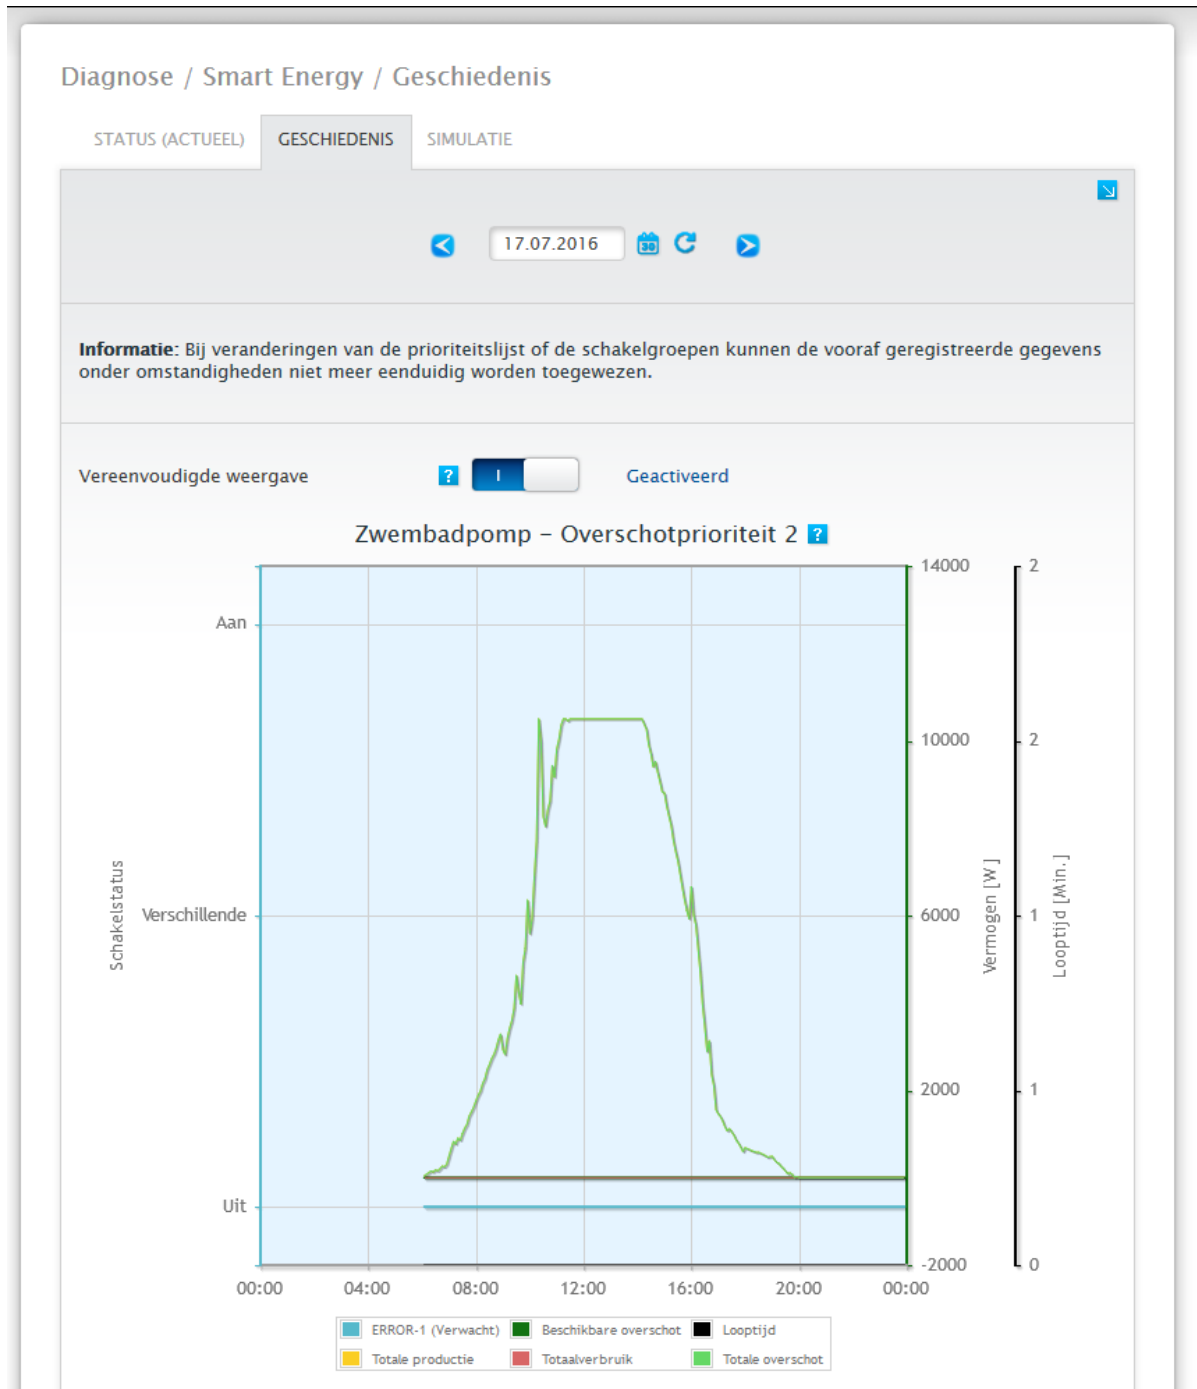 Diagnose / Smart Energy / Geschiedenis
STATUS (ACTUEEL)
GESCHIEDENIS
SIMULATIE
17.07.2016
30
Informatie: Bij veranderingen van de prioriteitslijst of de schakelgroepen kunnen de vooraf geregistreerde gegevens
onder omstandigheden niet meer eenduidig worden toegewezen.
Vereenvoudigde weergave
?
I
Geactiveerd
Zwembadpomp – Overschotprioriteit 2 ?
Schakelstatus
Aan
Verschillende
Uit
14000
10000
6000
2000
-2000
Vermogen [W]
2
2
1
1
0
Looptijd [Min.]
00:00
04:00
08:00
12:00
16:00
20:00
00:00
ERROR-1 (Verwacht)
Beschikbare overschot
Looptijd
Totale productie
Totaalverbruik
Totale overschot